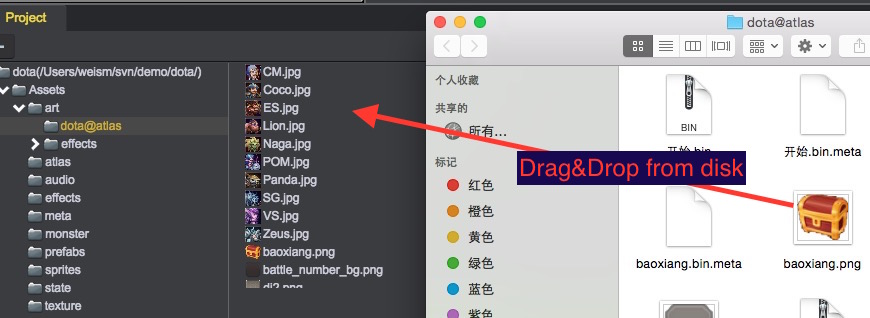 Project
dota(/Users/weism/svn/demo/dota/)
Assets
art
dota@atlas
effects
atlas
audio
effects
meta
monster
prefabs
sprites
state
texture
CM.jpg
Coco.jpg
ES.jpg
Lion.jpg
Naga.jpg
POM.jpg
Panda.jpg
SG.jpg
VS.jpg
Zeus.jpg
baoxiang.png
battle_number_bg.png
di2.png
dota@atlas
个人收藏
共享的
所有...
标记
红色
橙色
黄色
绿色
蓝色
紫色
BIN
开始.bin
开始.bin.meta
Drag&Drop from disk
baoxiang.bin.meta
baoxiang.png